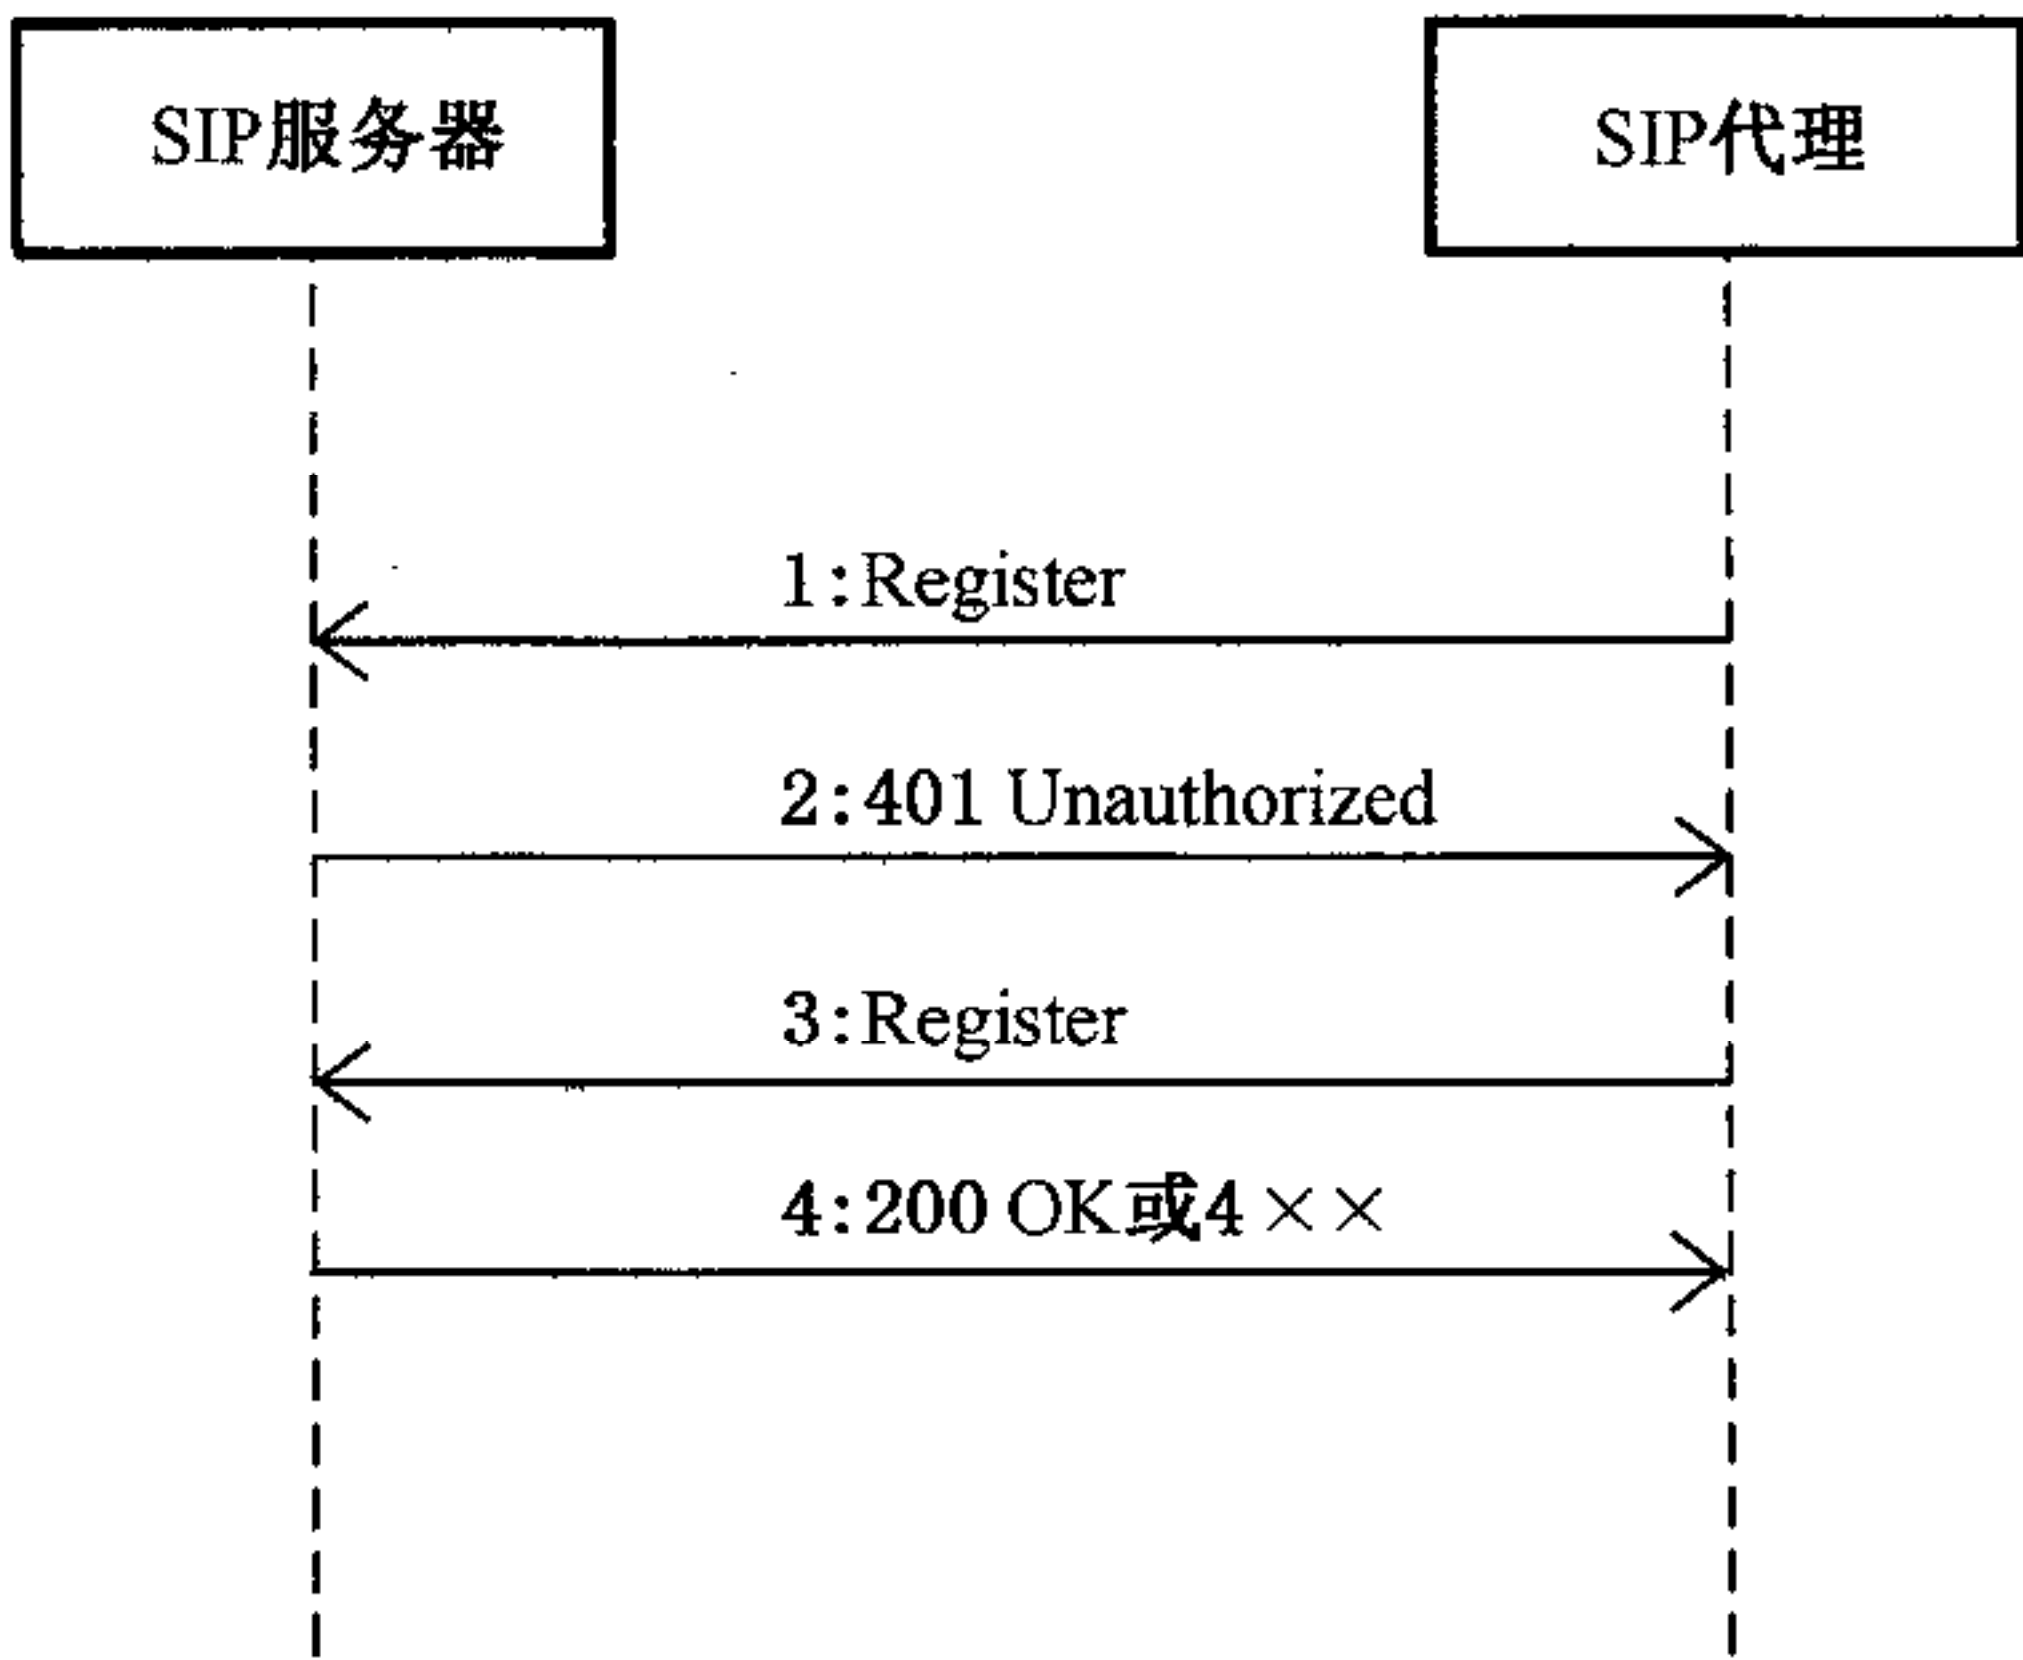 SIP服务器
SIP代理
1:Register
2:401 Unauthorized
3:Register
4:200 OK或4××